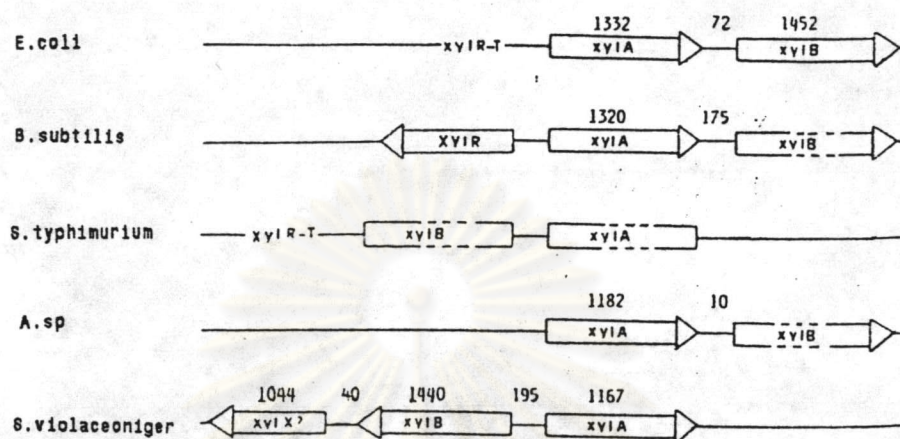 1332 72 1452
E.coli xylR-T xylA xylB
1320 175
B.subtilis xylR xylA xylB
S.typhimurium xylR-T xylB xylA
1182 10
A.sp xylA xylB
1044 40 1440 195 1167
S.violaceoniger xylX? xylB xylA